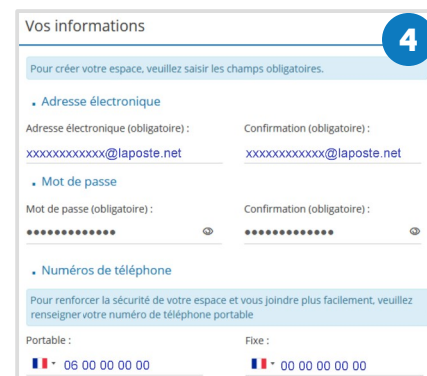 Vos informations
4
Pour créer votre espace, veuillez saisir les champs obligatoires.
. Adresse électronique
Adresse électronique (obligatoire) : Confirmation (obligatoire) :
xxxxxxxxxxxx@laposte.net xxxxxxxxxxxx@laposte.net
. Mot de passe
Mot de passe (obligatoire) : Confirmation (obligatoire) :
●●●●●●●●●●●●● ●●●●●●●●●●●●●
. Numéros de téléphone
Pour renforcer la sécurité de votre espace et vous joindre plus facilement, veuillez
renseigner votre numéro de téléphone portable
Portable : Fixe :
06 00 00 00 00 00 00 00 00 00